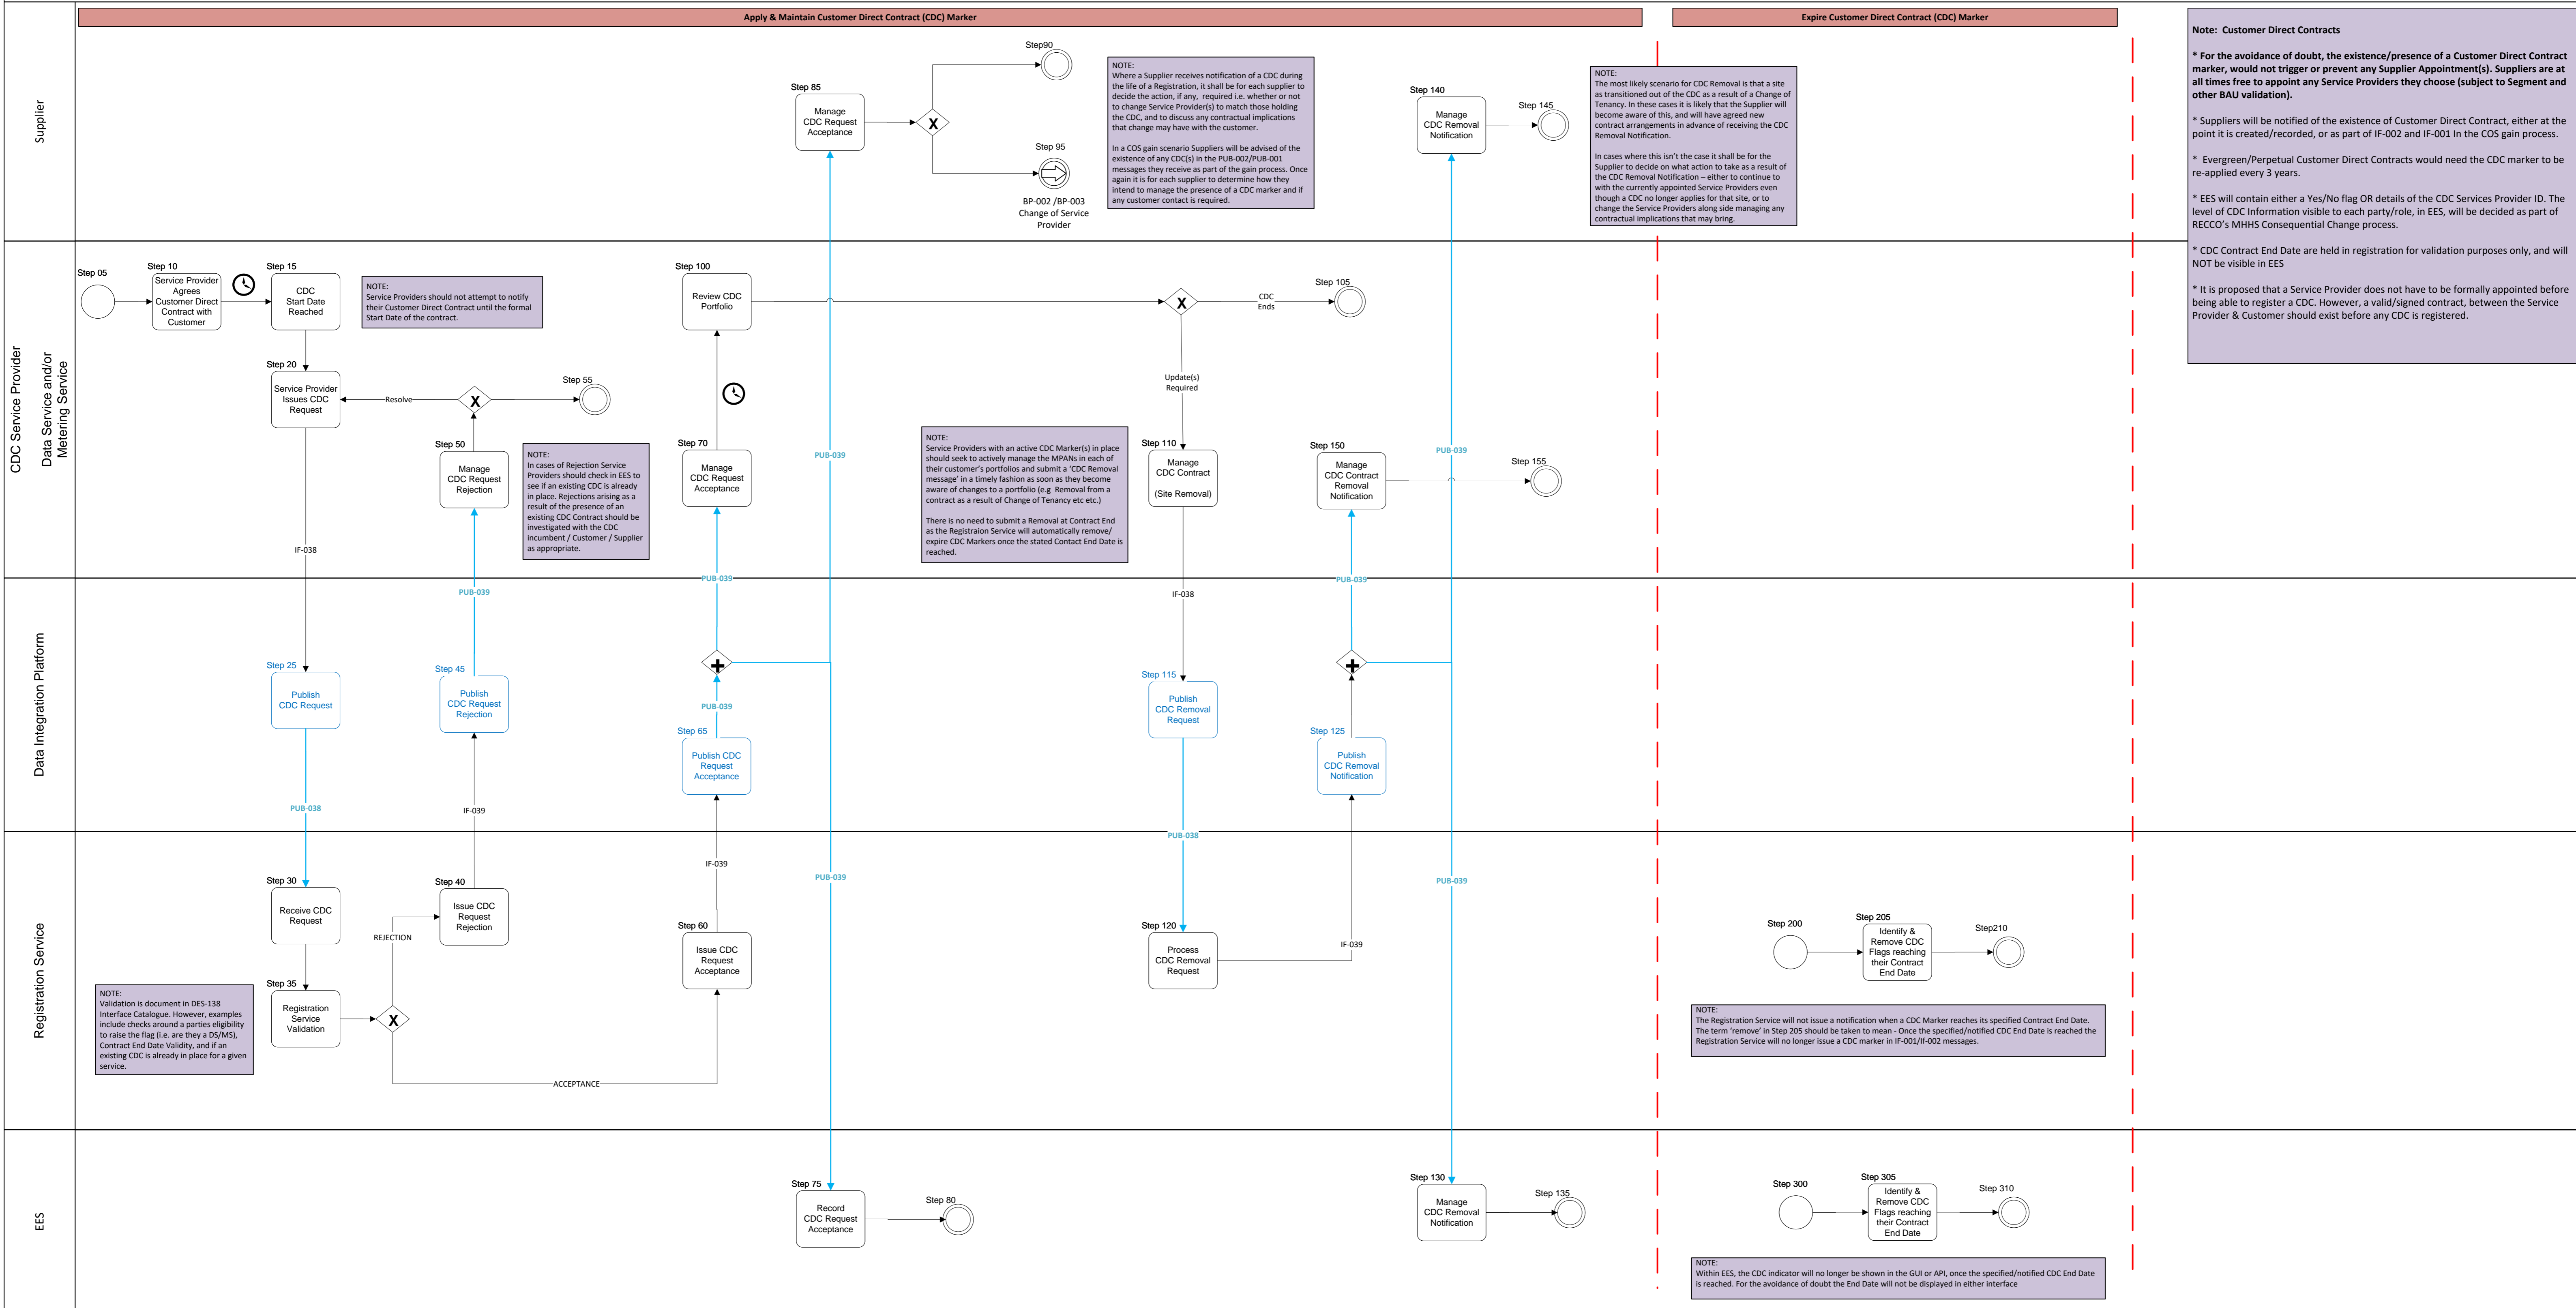 Apply & Maintain Customer Direct Contract (CDC) Marker
Expire Customer Direct Contract (CDC) Marker
Note:  Customer Direct Contracts
* For the avoidance of doubt, the existence/presence of a Customer Direct Contract
marker, would not trigger or prevent any Supplier Appointment(s). Suppliers are at
all times free to appoint any Service Providers they choose (subject to Segment and
other BAU validation).
* Suppliers will be notified of the existence of Customer Direct Contract, either at the
point it is created/recorded, or as part of IF-002 and IF-001 In the COS gain process.
*  Evergreen/Perpetual Customer Direct Contracts would need the CDC marker to be
re-applied every 3 years.
* EES will contain either a Yes/No flag OR details of the CDC Services Provider ID. The
level of CDC Information visible to each party/role, in EES, will be decided as part of
RECCO's MHHS Consequential Change process.
* CDC Contract End Date are held in registration for validation purposes only, and will
NOT be visible in EES
* It is proposed that a Service Provider does not have to be formally appointed before
being able to register a CDC. However, a valid/signed contract, between the Service
Provider & Customer should exist before any CDC is registered.
Supplier
Step 85
Manage
CDC Request
Acceptance
X
Step90
Step 95
BP-002 /BP-003
Change of Service
Provider
NOTE:
Where a Supplier receives notification of a CDC during
the life of a Registration, it shall be for each supplier to
decide the action, if any,  required i.e. whether or not
to change Service Provider(s) to match those holding
the CDC, and to discuss any contractual implications
that change may have with the customer.
In a COS gain scenario Suppliers will be advised of the
existence of any CDC(s) in the PUB-002/PUB-001
messages they receive as part of the gain process. Once
again it is for each supplier to determine how they
intend to manage the presence of a CDC marker and if
any customer contact is required.
Step 140
Manage
CDC Removal
Notification
Step 145
NOTE:
The most likely scenario for CDC Removal is that a site
as transitioned out of the CDC as a result of a Change of
Tenancy. In these cases it is likely that the Supplier will
become aware of this, and will have agreed new
contract arrangements in advance of receiving the CDC
Removal Notification.
In cases where this isn't the case it shall be for the
Supplier to decide on what action to take as a result of
the CDC Removal Notification – either to continue to
with the currently appointed Service Providers even
though a CDC no longer applies for that site, or to
change the Service Providers along side managing any
contractual implications that may bring.
CDC Service Provider
Data Service and/or
Metering Service
Step 05
Step 10
Service Provider
Agrees
Customer Direct
Contract with
Customer
Step 15
CDC
Start Date
Reached
NOTE:
Service Providers should not attempt to notify
their Customer Direct Contract until the formal
Start Date of the contract.
Step 20
Service Provider
Issues CDC
Request
Resolve
X
Step 55
Step 50
Manage
CDC Request
Rejection
NOTE:
In cases of Rejection Service
Providers should check in EES to
see if an existing CDC is already
in place. Rejections arising as a
result of the presence of an
existing CDC Contract should be
investigated with the CDC
incumbent / Customer / Supplier
as appropriate.
IF-038
Step 100
Review CDC
Portfolio
Step 70
Manage
CDC Request
Acceptance
PUB-039
NOTE:
Service Providers with an active CDC Marker(s) in place
should seek to actively manage the MPANs in each of
their customer's portfolios and submit a 'CDC Removal
message' in a timely fashion as soon as they become
aware of changes to a portfolio (e.g  Removal from a
contract as a result of Change of Tenancy etc etc.)
There is no need to submit a Removal at Contract End
as the Registraion Service will automatically remove/
expire CDC Markers once the stated Contact End Date is
reached.
X
CDC
Ends
Step 105
Update(s)
Required
Step 110
Manage
CDC Contract
(Site Removal)
Step 150
Manage
CDC Contract
Removal
Notification
PUB-039
Step 155
Data Integration Platform
PUB-039
PUB-039
IF-038
PUB-039
Step 25
Publish
CDC Request
Step 45
Publish
CDC Request
Rejection
PUB-039
Step 65
Publish CDC
Request
Acceptance
Step 115
Publish
CDC Removal
Request
Step 125
Publish
CDC Removal
Notification
PUB-038
IF-039
PUB-038
Registration Service
IF-039
PUB-039
PUB-039
Step 30
Receive CDC
Request
Step 40
Issue CDC
Request
Rejection
REJECTION
Step 60
Issue CDC
Request
Acceptance
Step 120
Process
CDC Removal
Request
IF-039
NOTE:
Validation is document in DES-138
Interface Catalogue. However, examples
include checks around a parties eligibility
to raise the flag (i.e. are they a DS/MS),
Contract End Date Validity, and if an
existing CDC is already in place for a given
service.
Step 35
Registration
Service
Validation
X
ACCEPTANCE
Step 200
Step 205
Identify &
Remove CDC
Flags reaching
their Contract
End Date
Step210
NOTE:
The Registration Service will not issue a notification when a CDC Marker reaches its specified Contract End Date.
The term 'remove' in Step 205 should be taken to mean - Once the specified/notified CDC End Date is reached the
Registration Service will no longer issue a CDC marker in IF-001/If-002 messages.
EES
Step 75
Record
CDC Request
Acceptance
Step 80
Step 130
Manage
CDC Removal
Notification
Step 135
Step 300
Step 305
Identify &
Remove CDC
Flags reaching
their Contract
End Date
Step 310
NOTE:
Within EES, the CDC indicator will no longer be shown in the GUI or API, once the specified/notified CDC End Date
is reached. For the avoidance of doubt the End Date will not be displayed in either interface